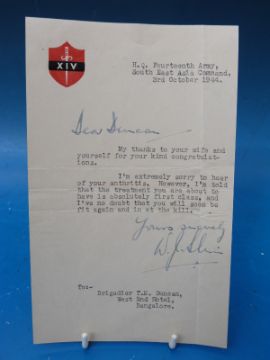 XIV
H.Q. Fourteenth Army,
South East Asia Command.
3rd October 1944.
Dear Duncan
My thanks to your wife and
yourself for your kind congratulat-
ions.
I'm extremely sorry to hear
of your arthritis. However, I'm told
that the treatment you are about to
have is absolutely first class, and
I've no doubt that you will soon be
fit again and in at the kill.
Yours sincerely
W. J. Slim
To:-
Brigadier T.M. Duncan,
West End Hotel,
Bangalore.